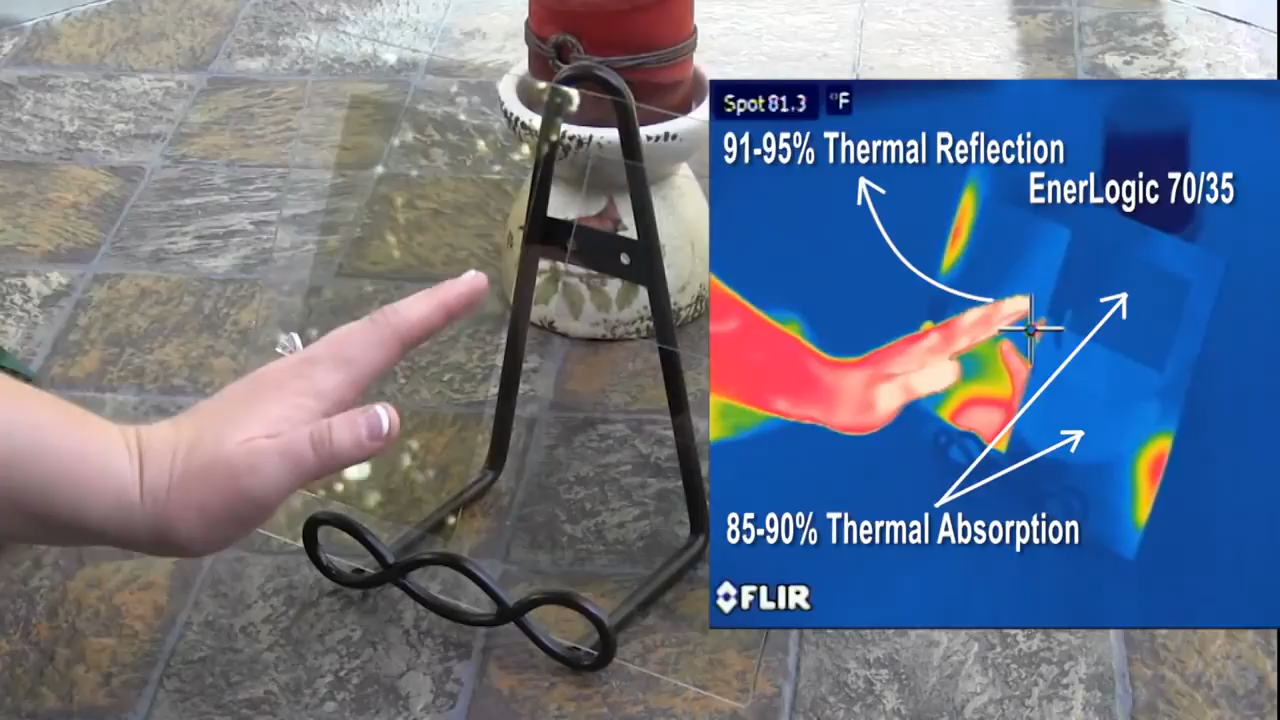 Spot 81.3 °F
91-95% Thermal Reflection
EnerLogic 70/35
85-90% Thermal Absorption
FLIR